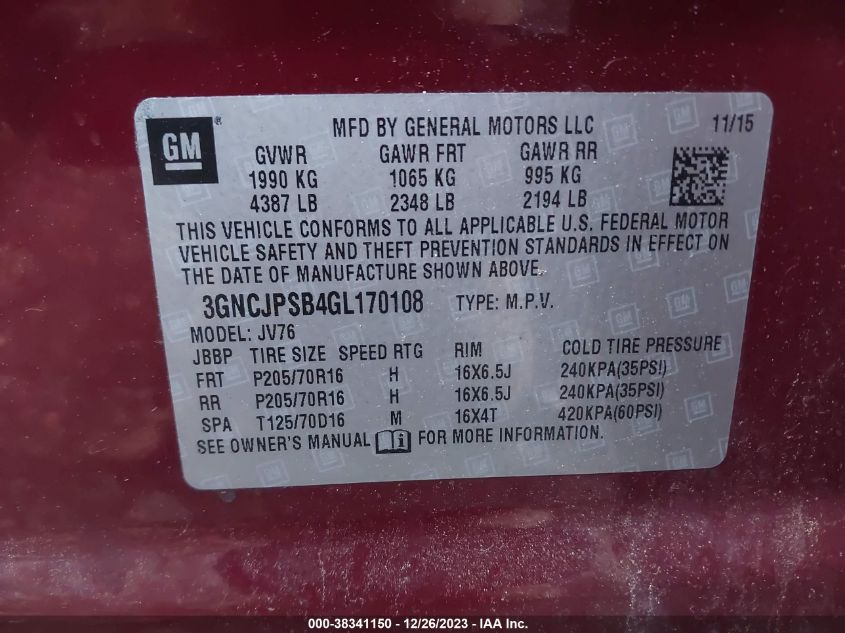 GM ®
MFD BY GENERAL MOTORS LLC 11/15
GVWR GAWR FRT GAWR RR
1990 KG 1065 KG 995 KG
4387 LB 2348 LB 2194 LB
THIS VEHICLE CONFORMS TO ALL APPLICABLE U.S. FEDERAL MOTOR
VEHICLE SAFETY AND THEFT PREVENTION STANDARDS IN EFFECT ON
THE DATE OF MANUFACTURE SHOWN ABOVE.
3GNCJPSB4GL170108 TYPE: M.P.V.
MODEL: JV76
JBBP TIRE SIZE SPEED RTG RIM COLD TIRE PRESSURE
FRT P205/70R16 H 16X6.5J 240KPA(35PSI)
RR P205/70R16 H 16X6.5J 240KPA(35PSI)
SPA T125/70D16 M 16X4T 420KPA(60PSI)
SEE OWNER'S MANUAL FOR MORE INFORMATION.
000-38341150 - 12/26/2023 - IAA Inc.